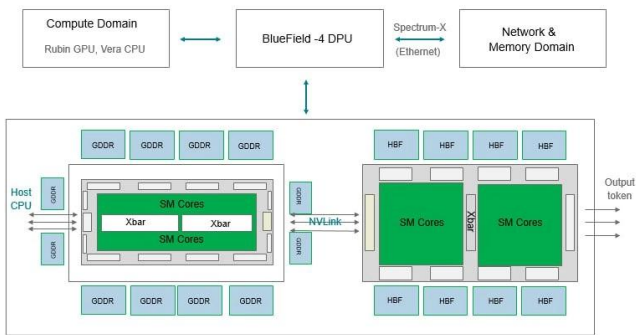 Compute Domain
Rubin GPU, Vera CPU
BlueField -4 DPU
Spectrum-X
(Ethernet)
Network &
Memory Domain
GDDR
GDDR
GDDR
GDDR
HBF
HBF
HBF
HBF
GDDR
GDDR
Host
CPU
SM Cores
Xbar
Xbar
SM Cores
NVLink
SM Cores
Xbar
SM Cores
Output
token
GDDR
GDDR
GDDR
GDDR
GDDR
GDDR
HBF
HBF
HBF
HBF